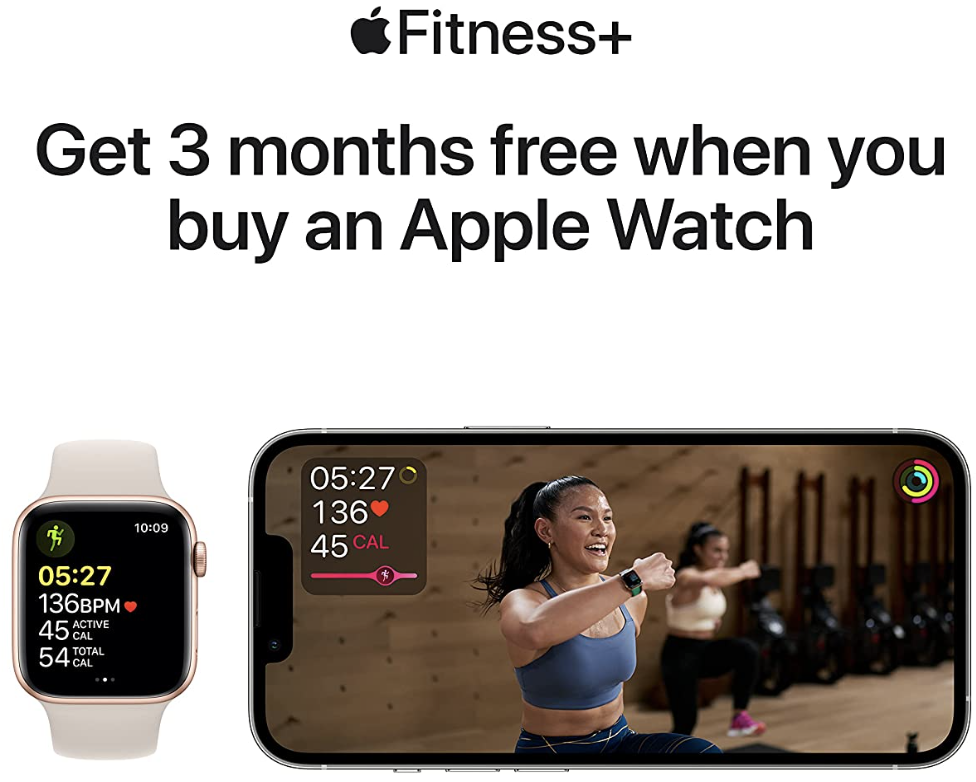 Fitness+
Get 3 months free when you
buy an Apple Watch
10:09
05:27
136BPM
45 ACTIVE CAL
54 TOTAL CAL
05:27
136
45 CAL